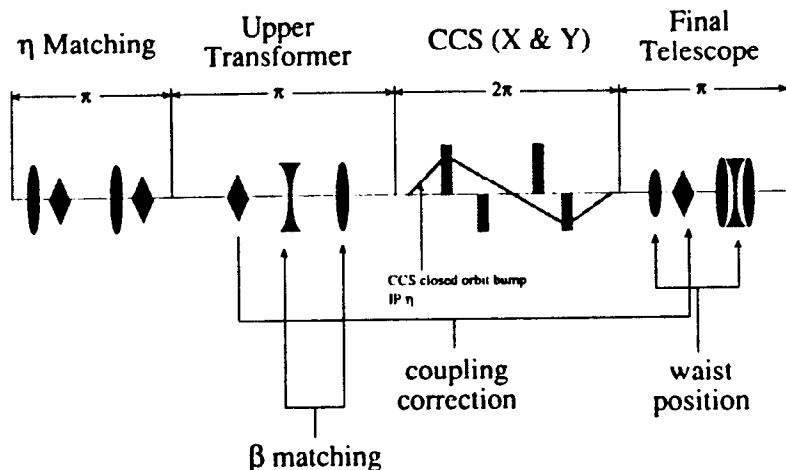 η Matching
Upper
Transformer
CCS (X & Y)
Final
Telescope
π
π
2π
π
CCS closed orbit bump
IP η
coupling
correction
waist
position
β matching